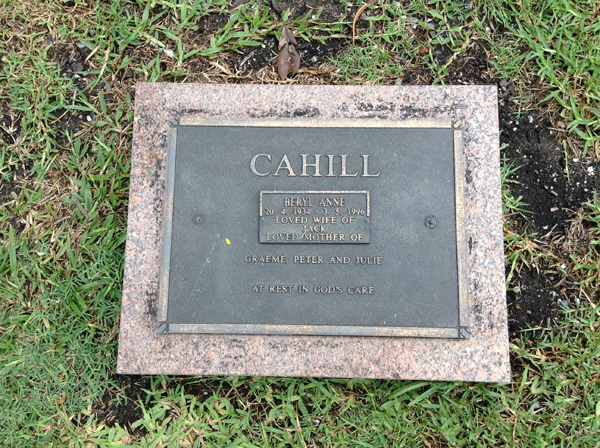 CAHILL
BERYL ANNE
20. 4. 1934 - 3. 5. 1996
LOVED WIFE OF
JACK
LOVED MOTHER OF
GRAEME, PETER AND JULIE
AT REST IN GOD'S CARE